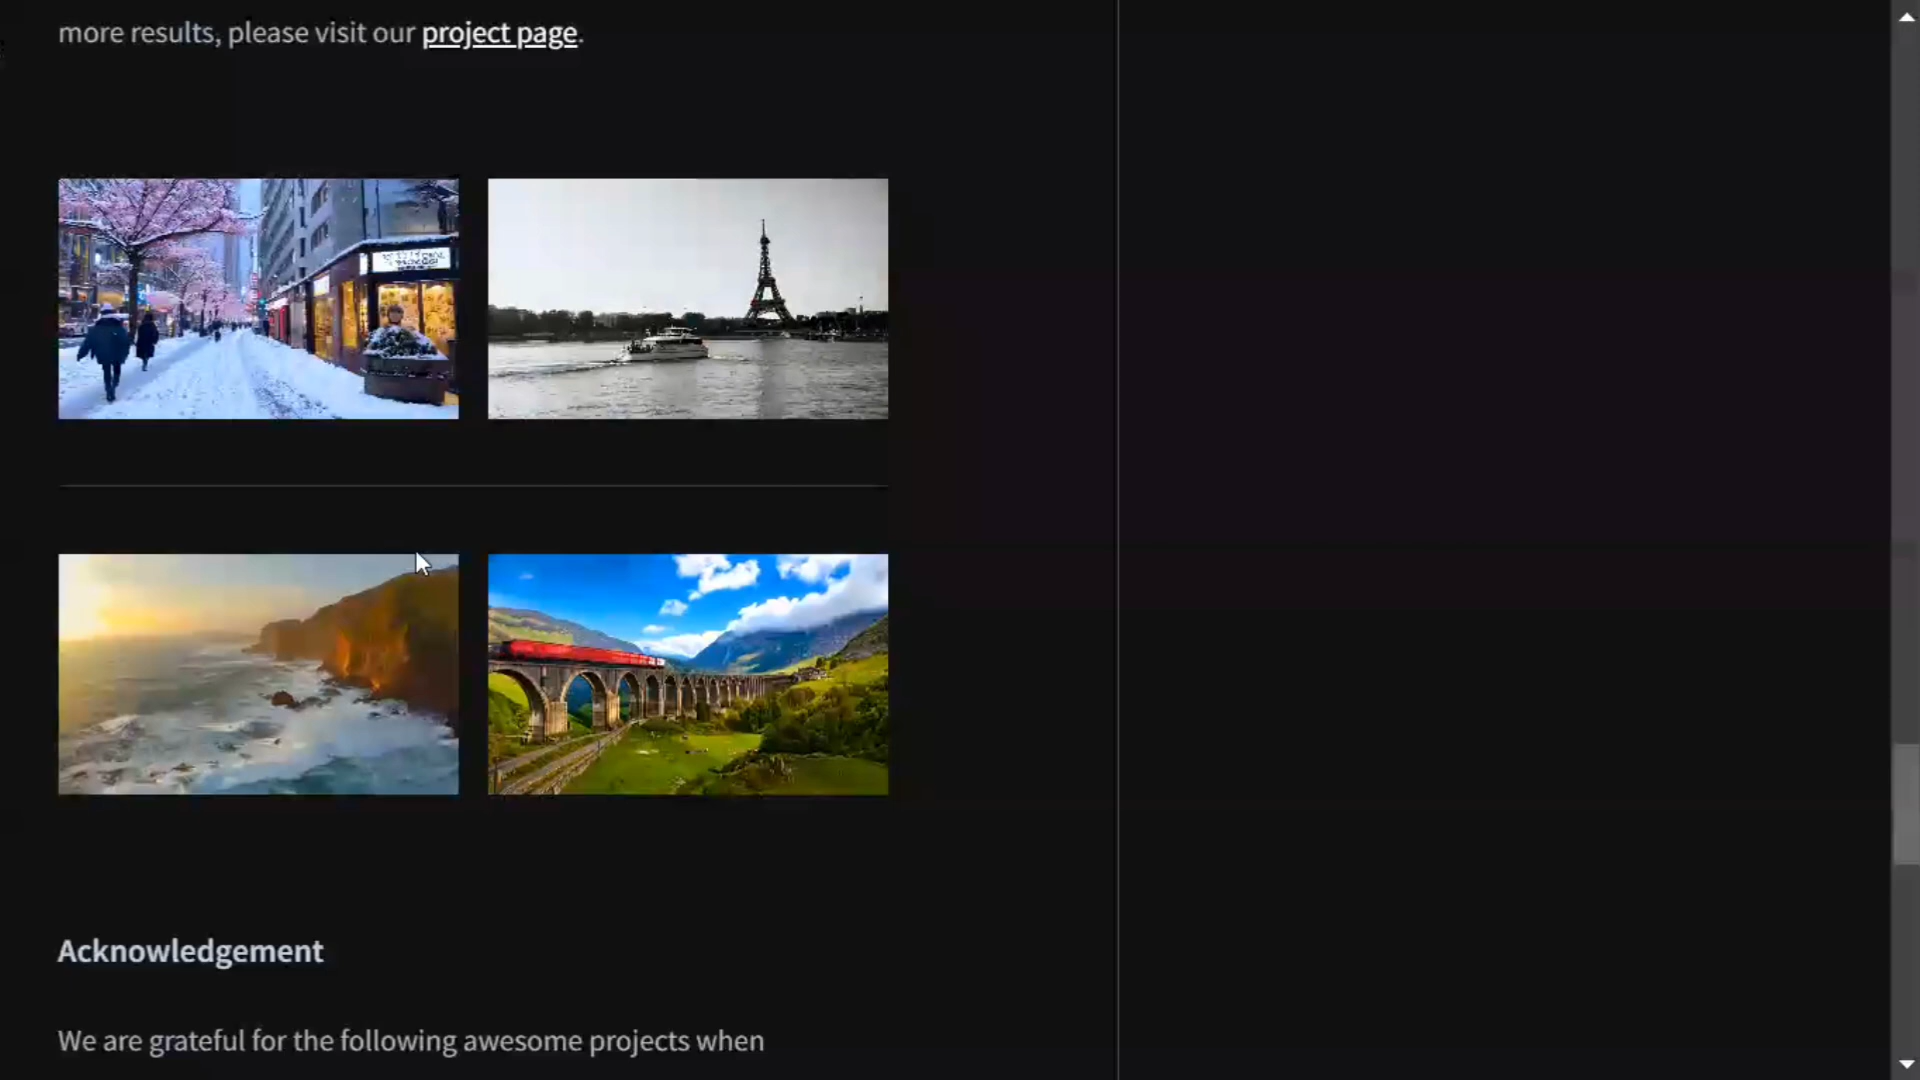 more results, please visit our project page.
Acknowledgement
We are grateful for the following awesome projects when